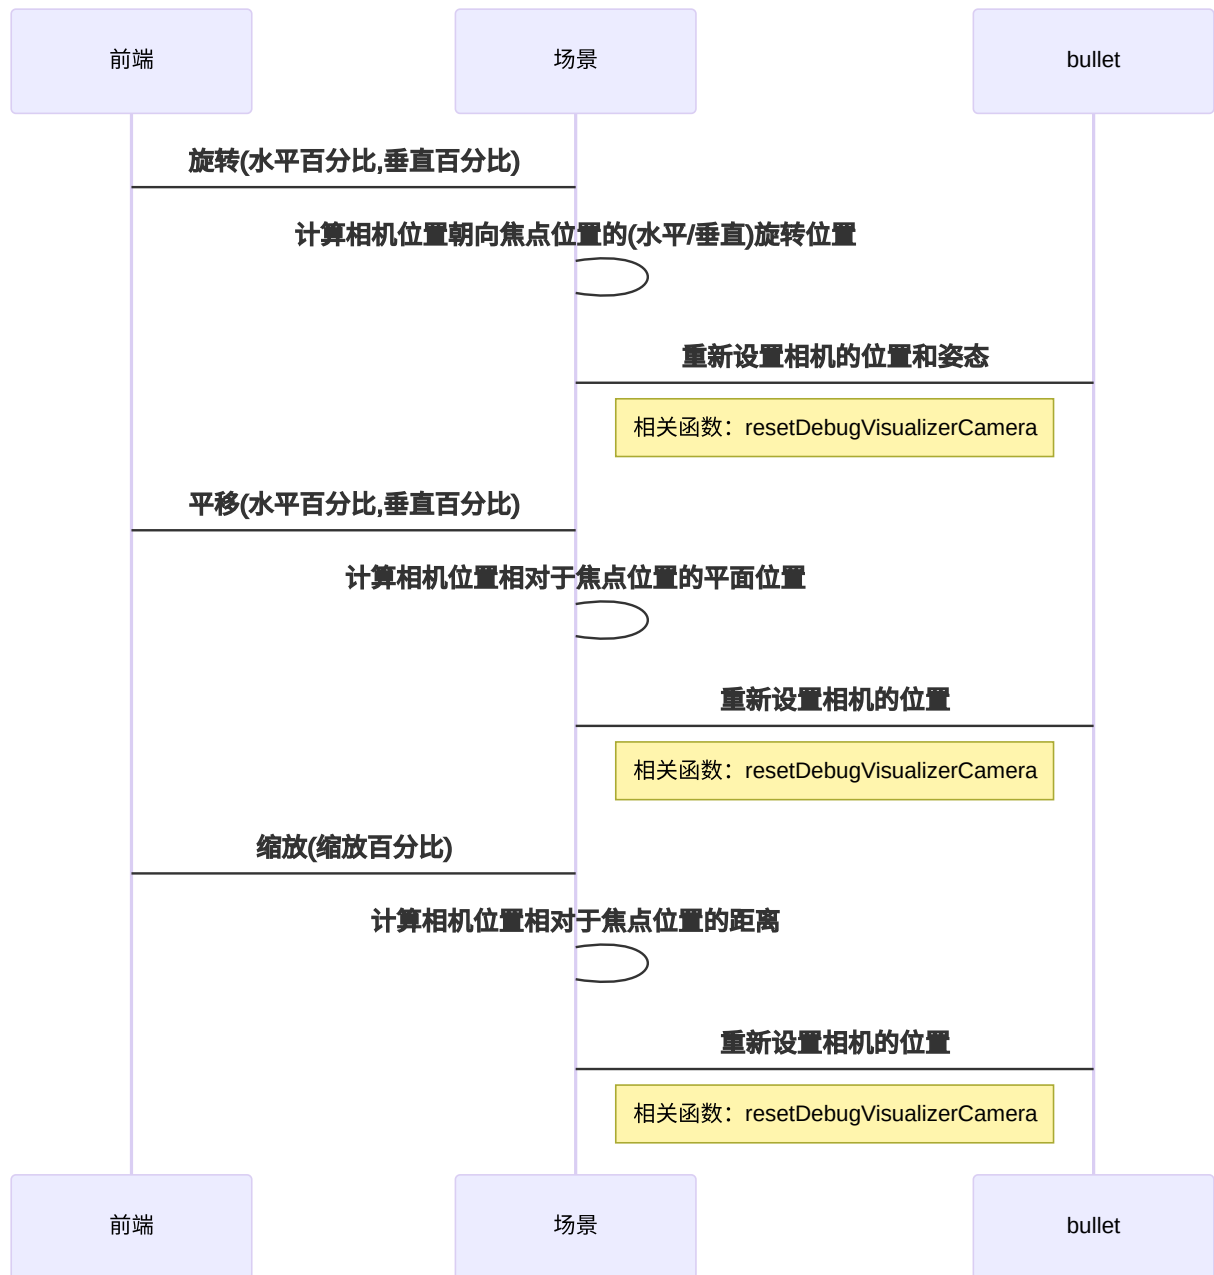 前端
场景
bullet
旋转(水平百分比,垂直百分比)
计算相机位置朝向焦点位置的(水平/垂直)旋转位置
重新设置相机的位置和姿态
相关函数：resetDebugVisualizerCamera
平移(水平百分比,垂直百分比)
计算相机位置相对于焦点位置的平面位置
重新设置相机的位置
相关函数：resetDebugVisualizerCamera
缩放(缩放百分比)
计算相机位置相对于焦点位置的距离
重新设置相机的位置
相关函数：resetDebugVisualizerCamera
前端
场景
bullet